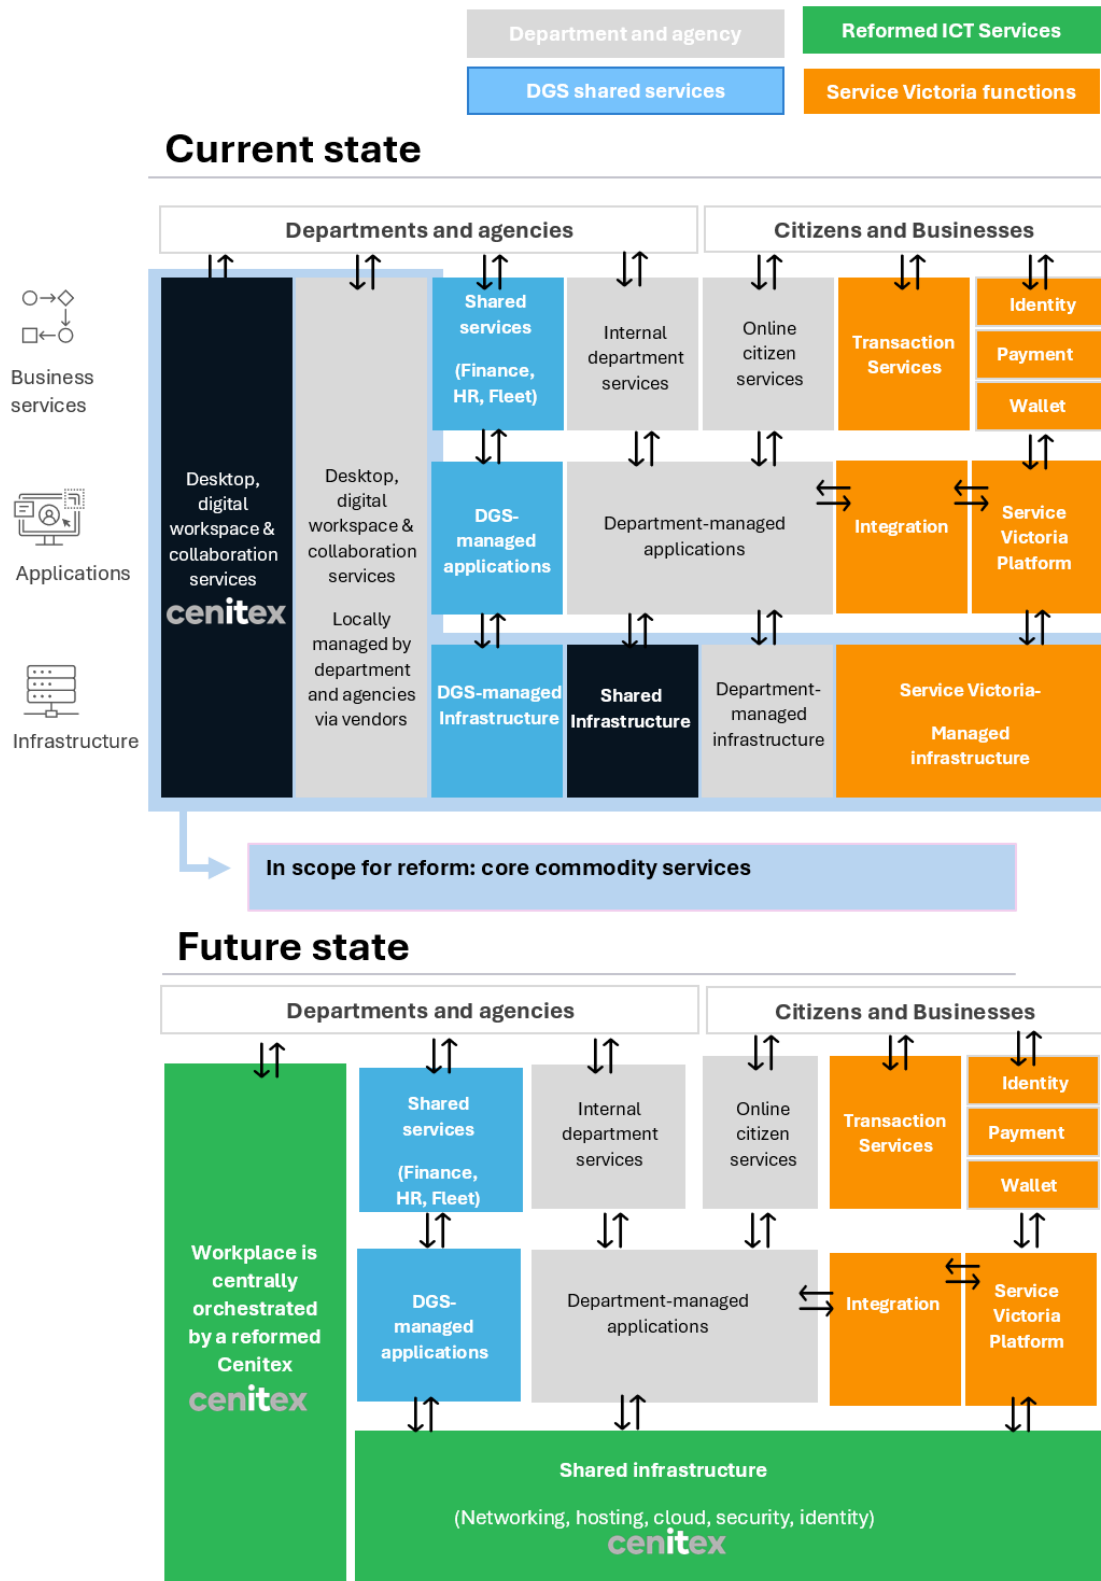 Department and agency
Reformed ICT Services
DGS shared services
Service Victoria functions
Current state
Departments and agencies
Citizens and Businesses
Business
services
Applications
Infrastructure
Desktop,
digital
workspace &
collaboration
services
cenitex
Desktop,
digital
workspace &
collaboration
services
Locally
managed by
department
and agencies
via vendors
Shared
services
(Finance,
HR, Fleet)
Internal
department
services
Online
citizen
services
Transaction
Services
Identity
Payment
Wallet
DGS-
managed
applications
Department-managed
applications
Integration
Service
Victoria
Platform
DGS-managed
Infrastructure
Shared
Infrastructure
Department-
managed
infrastructure
Service Victoria-
Managed
infrastructure
In scope for reform: core commodity services
Future state
Departments and agencies
Citizens and Businesses
Workplace is
centrally
orchestrated
by a reformed
Cenitex
cenitex
Shared
services
(Finance,
HR, Fleet)
Internal
department
services
Online
citizen
services
Transaction
Services
Identity
Payment
Wallet
DGS-
managed
applications
Department-managed
applications
Integration
Service
Victoria
Platform
Shared infrastructure
(Networking, hosting, cloud, security, identity)
cenitex